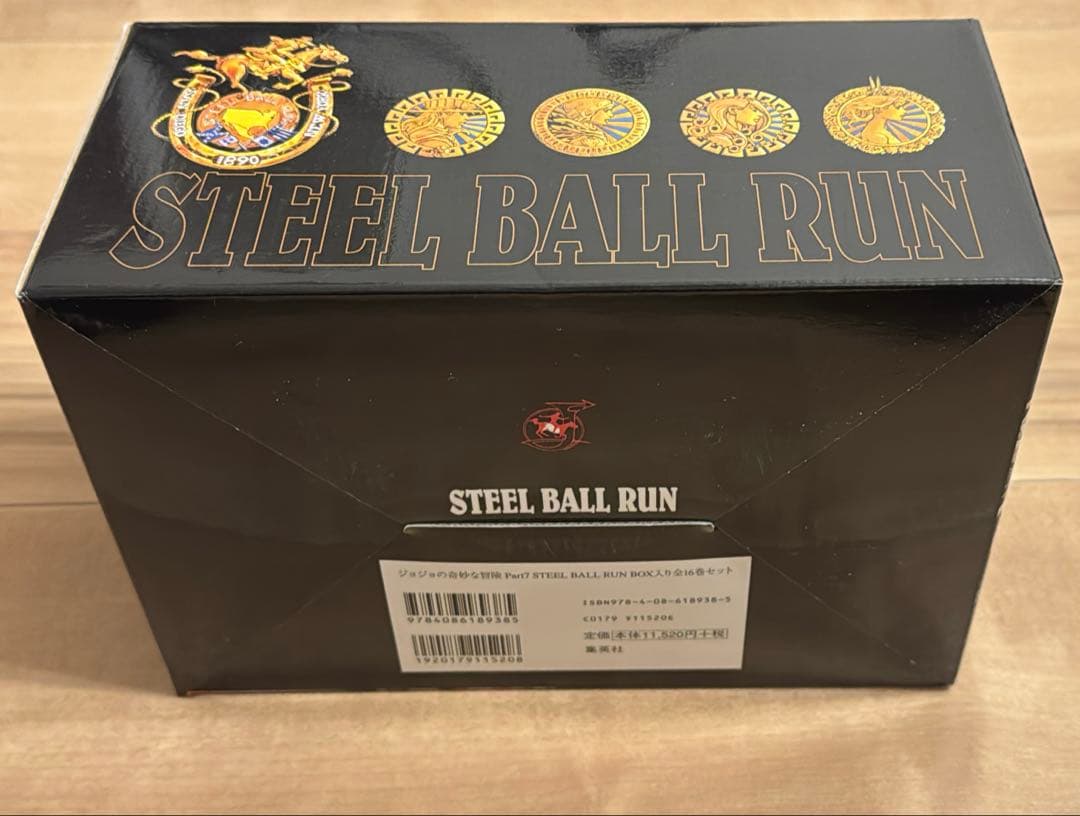 1890
STEEL BALL RUN
STEEL BALL RUN
ジョジョの奇妙な冒険 Part7 STEEL BALL RUN BOX入り全16巻セット
ISBN978-4-08-618938-5
9784086189385
C0179 ¥11520E
定価 本体11,520円+税
1920179115208
集英社